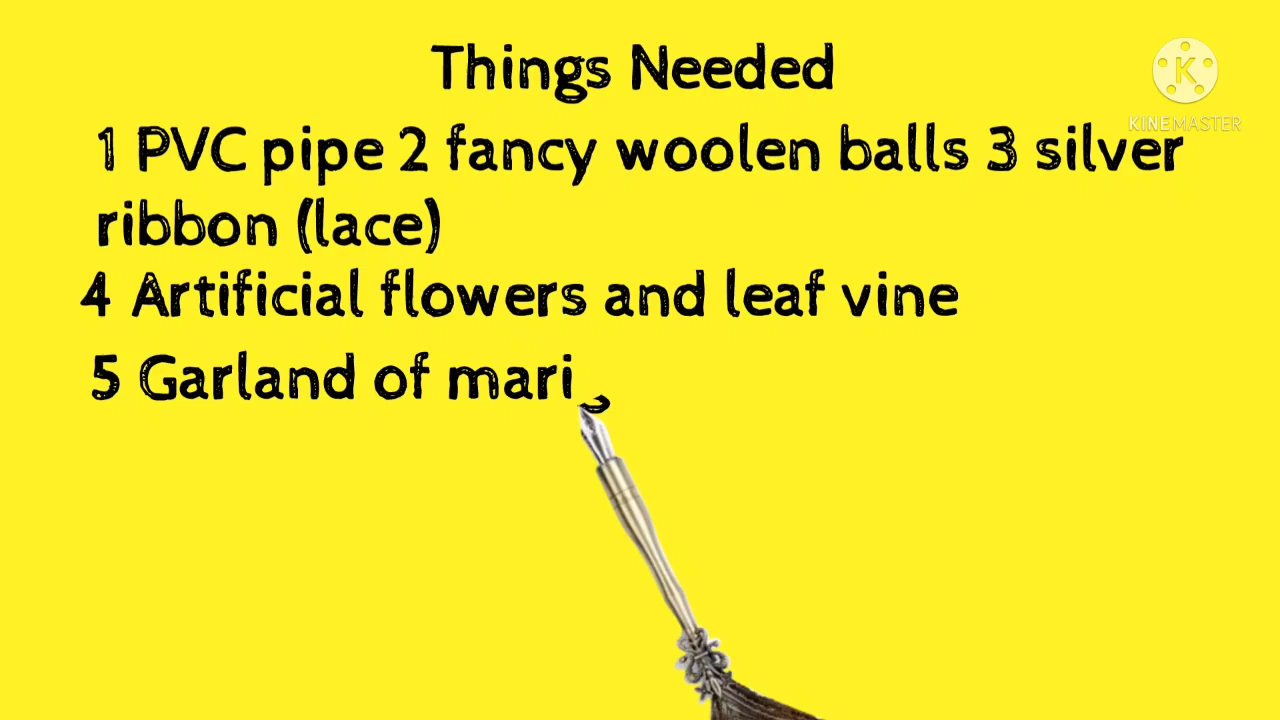 Things Needed
K
KINEMASTER
1 PVC pipe 2 fancy woolen balls 3 silver
ribbon (lace)
4 Artificial flowers and leaf vine
5 Garland of mari